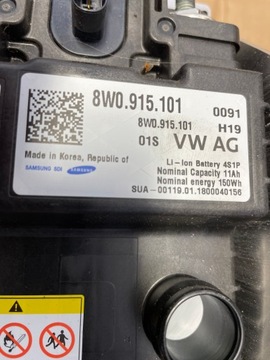 8W0.915.101 0091
8W0.915.101 H19
01S VW AG
Made in Korea, Republic of
SAMSUNG SDI SAMSUNG
Li-Ion Battery 4S1P
Nominal Capacity 11Ah
Nominal energy 150Wh
SUA-00119.01.1800040156